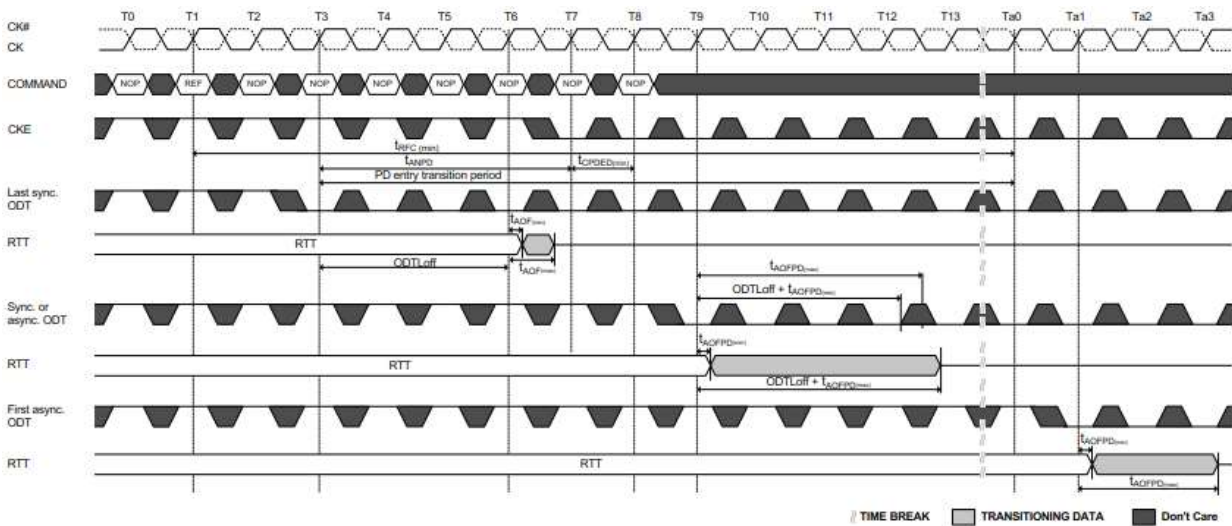 T0 T1 T2 T3 T4 T5 T6 T7 T8 T9 T10 T11 T12 T13 Ta0 Ta1 Ta2 Ta3
CK#
CK
COMMAND NOP REF NOP NOP NOP NOP NOP NOP NOP
CKE
tRFC (min)
tANPD tCPDED(min)
PD entry transition period
Last sync.
ODT
tAOF(min)
RTT RTT
ODTLoff tAOF(max)
tAOFPD(max)
ODTLoff + tAOFPD(min)
Sync. or
async. ODT
tAOFPD(min)
RTT RTT
ODTLoff + tAOFPD(max)
First async.
ODT
tAOFPD(min)
RTT RTT
tAOFPD(max)
TIME BREAK TRANSITIONING DATA Don't Care